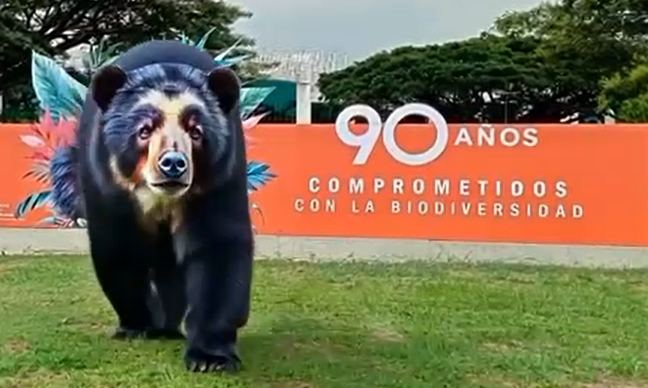 90 AÑOS
COMPROMETIDOS
CON LA BIODIVERSIDAD